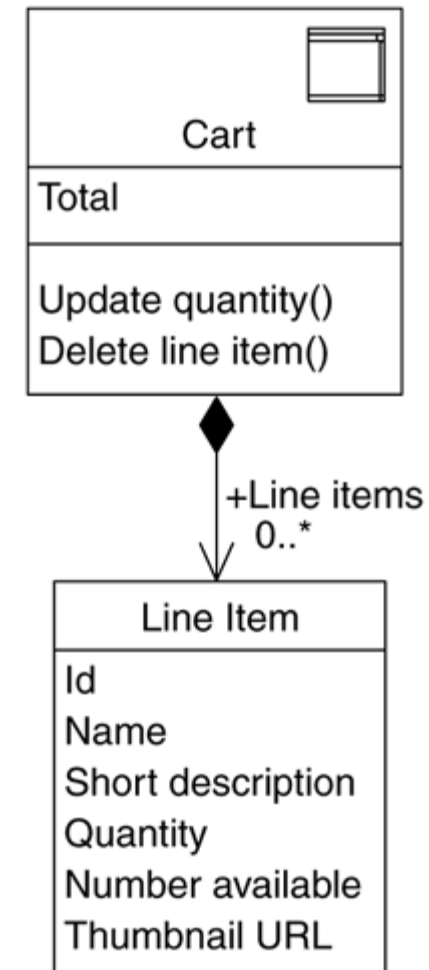 Cart
Total
Update quantity()
Delete line item()
+Line items
0..*
Line Item
Id
Name
Short description
Quantity
Number available
Thumbnail URL